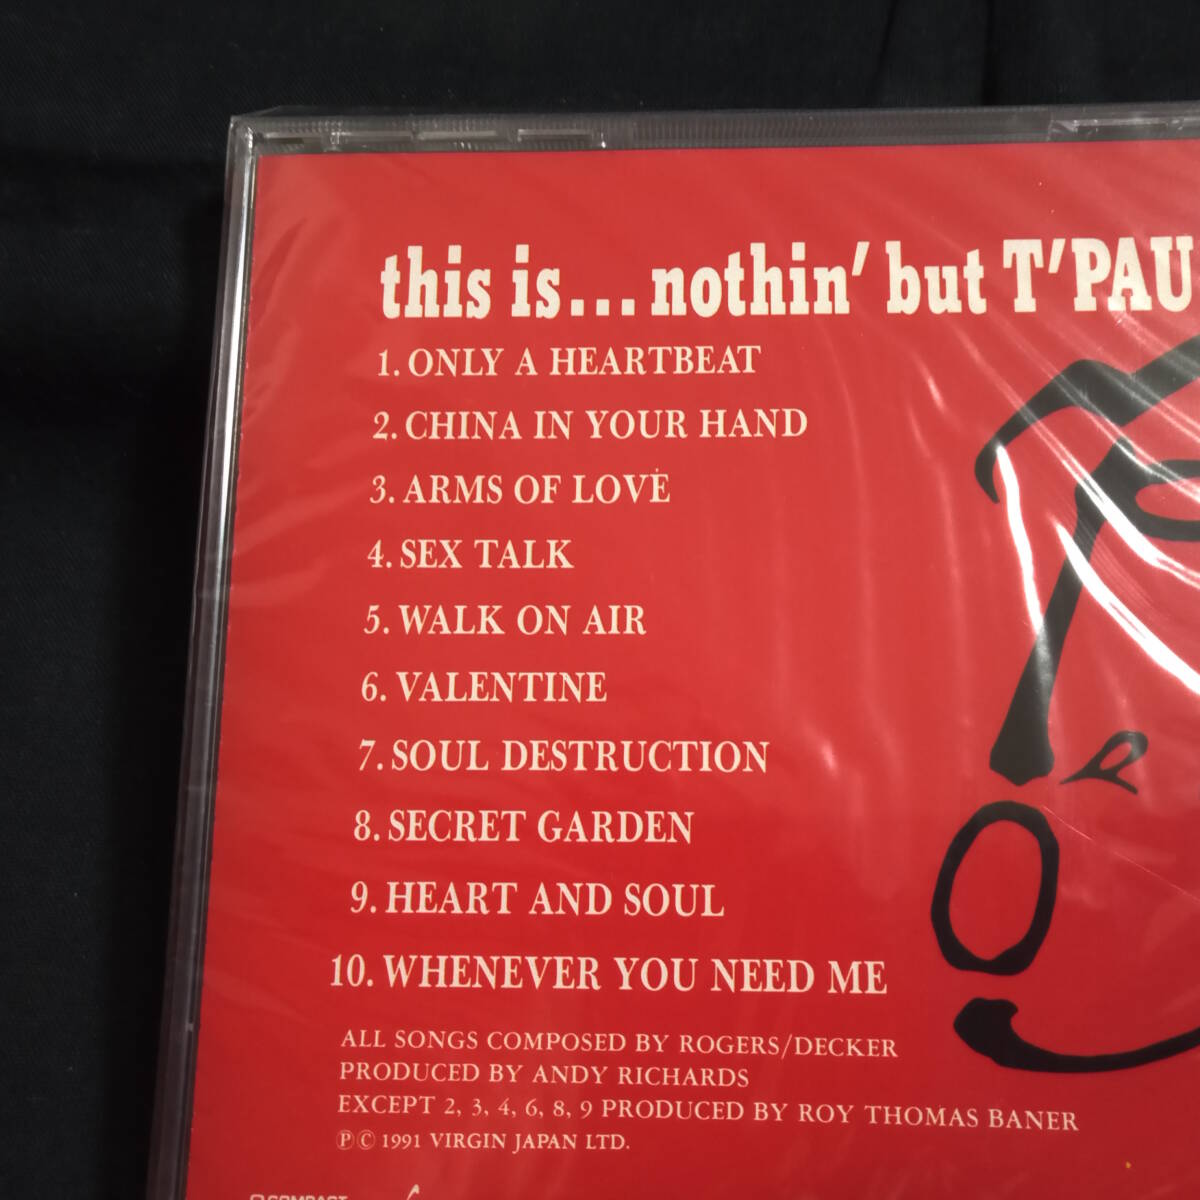 this is... nothin' but T'PAU
1. ONLY A HEARTBEAT
2. CHINA IN YOUR HAND
3. ARMS OF LOVE
4. SEX TALK
5. WALK ON AIR
6. VALENTINE
7. SOUL DESTRUCTION
8. SECRET GARDEN
9. HEART AND SOUL
10. WHENEVER YOU NEED ME
ALL SONGS COMPOSED BY ROGERS/DECKER
PRODUCED BY ANDY RICHARDS
EXCEPT 2, 3, 4, 6, 8, 9 PRODUCED BY ROY THOMAS BANER
℗© 1991 VIRGIN JAPAN LTD.
COMPACT